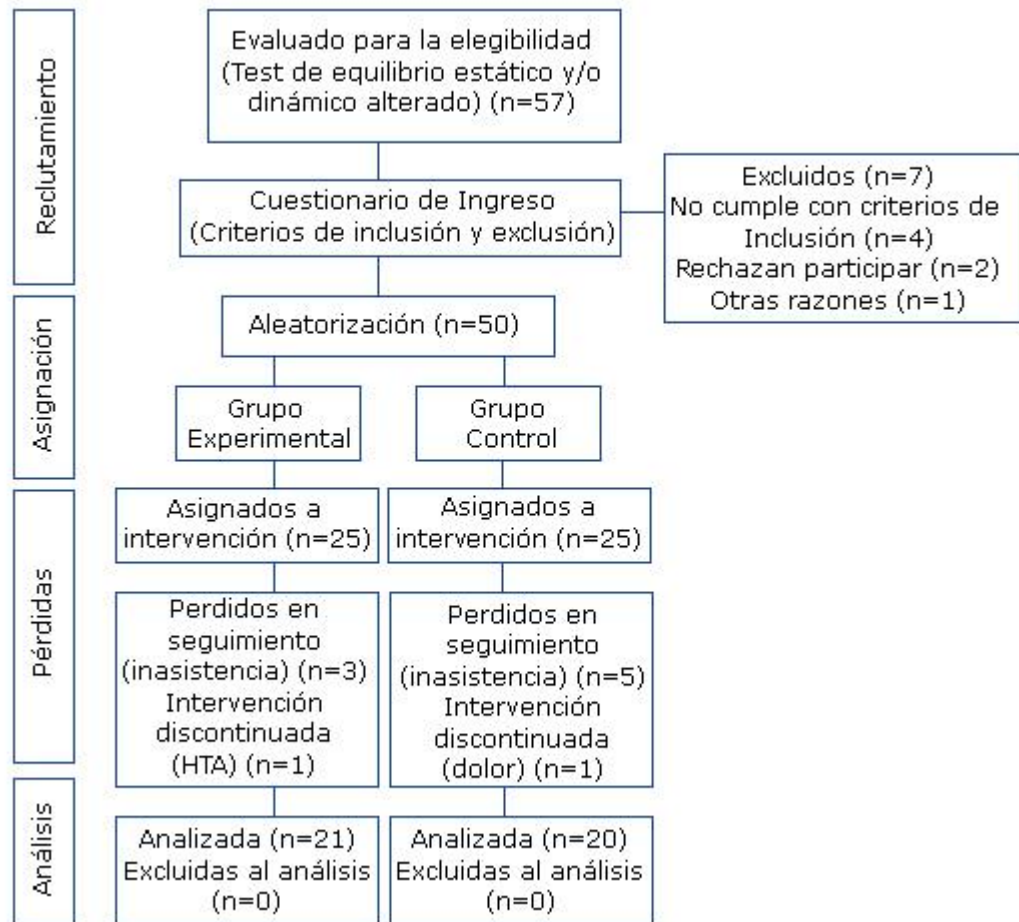 Reclutamiento
Evaluado para la elegibilidad
(Test de equilibrio estático y/o
dinámico alterado) (n=57)
Cuestionario de Ingreso
(Criterios de inclusión y exclusión)
Excluidos (n=7)
No cumple con criterios de
Inclusión (n=4)
Rechazan participar (n=2)
Otras razones (n=1)
Asignación
Aleatorización (n=50)
Grupo
Experimental
Grupo
Control
Pérdidas
Asignados a
intervención (n=25)
Asignados a
intervención (n=25)
Perdidos en
seguimiento
(inasistencia) (n=3)
Intervención
discontinuada
(HTA) (n=1)
Perdidos en
seguimiento
(inasistencia) (n=5)
Intervención
discontinuada
(dolor) (n=1)
Análisis
Analizada (n=21)
Excluidas al análisis
(n=0)
Analizada (n=20)
Excluidas al análisis
(n=0)